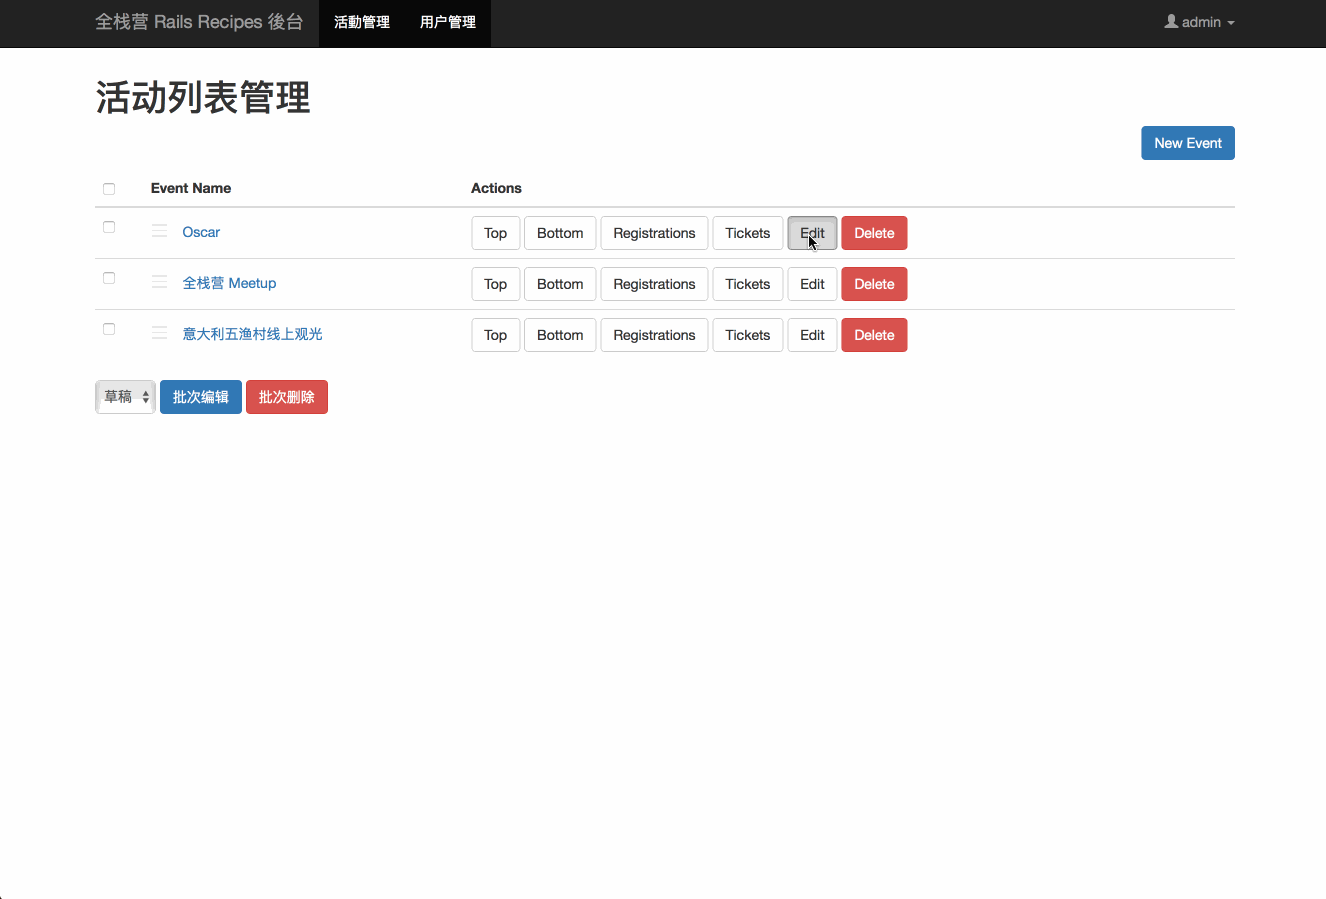 全栈营 Rails Recipes 後台 活動管理 用户管理 admin
活动列表管理
New Event
Event Name Actions
Oscar Top Bottom Registrations Tickets Edit Delete
全栈营 Meetup Top Bottom Registrations Tickets Edit Delete
意大利五渔村线上观光 Top Bottom Registrations Tickets Edit Delete
草稿 批次编辑 批次删除